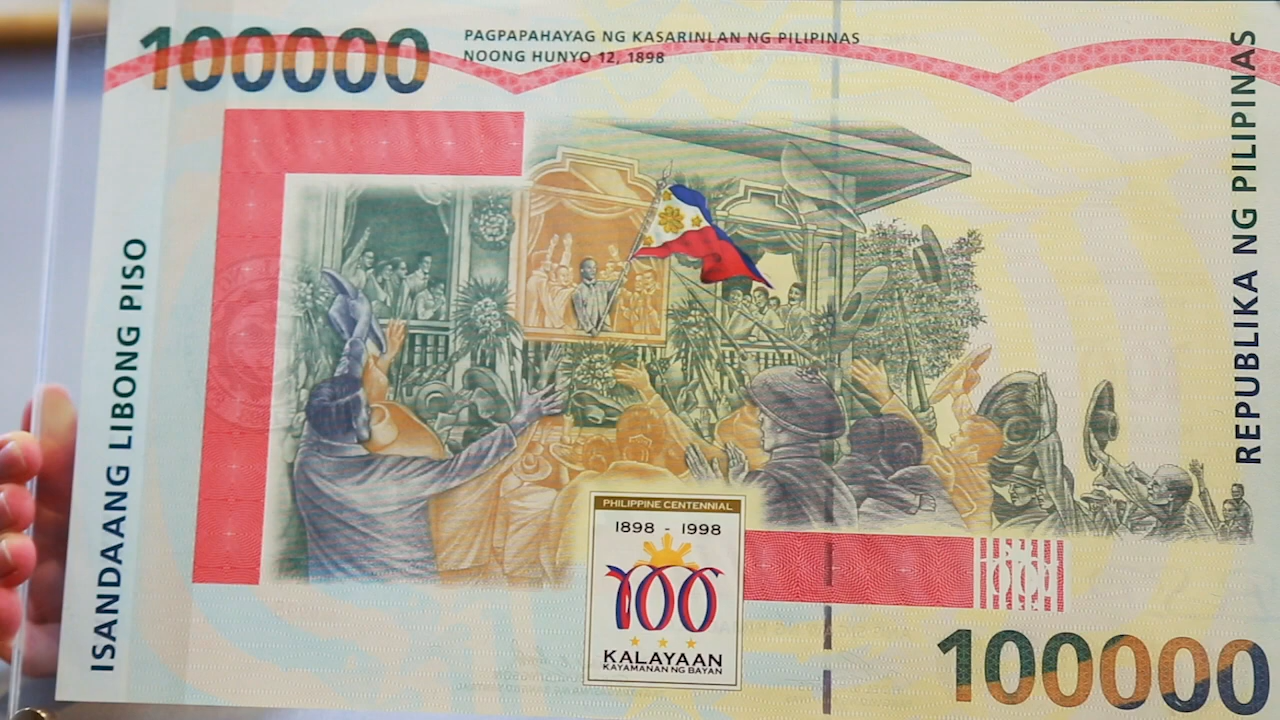 100000
PAGPAPAHAYAG NG KASARINLAN NG PILIPINAS
NOONG HUNYO 12, 1898
ISANDAANG LIBONG PISO
REPUBLIKA NG PILIPINAS
PHILIPPINE CENTENNIAL
1898 - 1998
100
KALAYAAN
KAYAMANAN NG BAYAN
100000